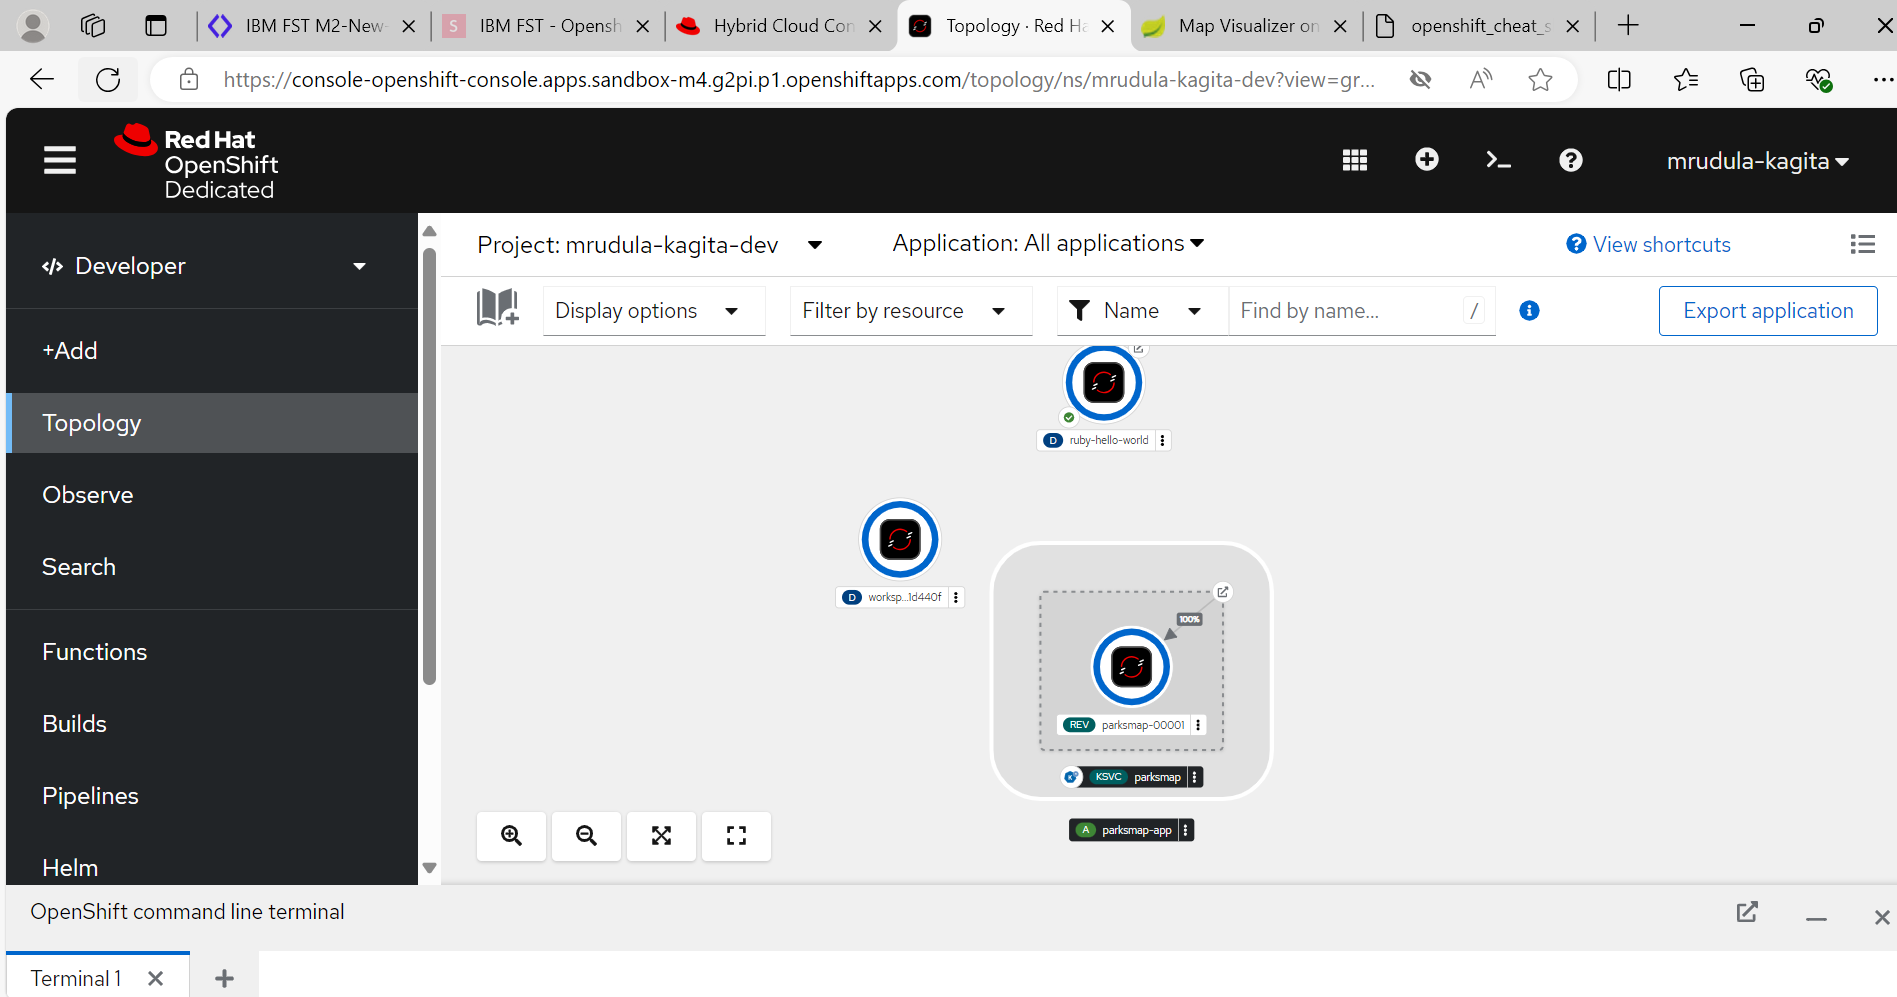 IBM FST M2-New-
IBM FST - Opensh
Hybrid Cloud Con
Topology · Red Ha
Map Visualizer on
openshift_cheat_s
https://console-openshift-console.apps.sandbox-m4.g2pi.p1.openshiftapps.com/topology/ns/mrudula-kagita-dev?view=gr...
Red Hat
OpenShift
Dedicated
mrudula-kagita
Developer
+Add
Topology
Observe
Search
Functions
Builds
Pipelines
Helm
Project: mrudula-kagita-dev
Application: All applications
View shortcuts
Display options
Filter by resource
Name
Find by name...
/
Export application
D ruby-hello-world
D worksp...1d440f
100%
REV parksmap-00001
KSVC parksmap
A parksmap-app
OpenShift command line terminal
Terminal 1